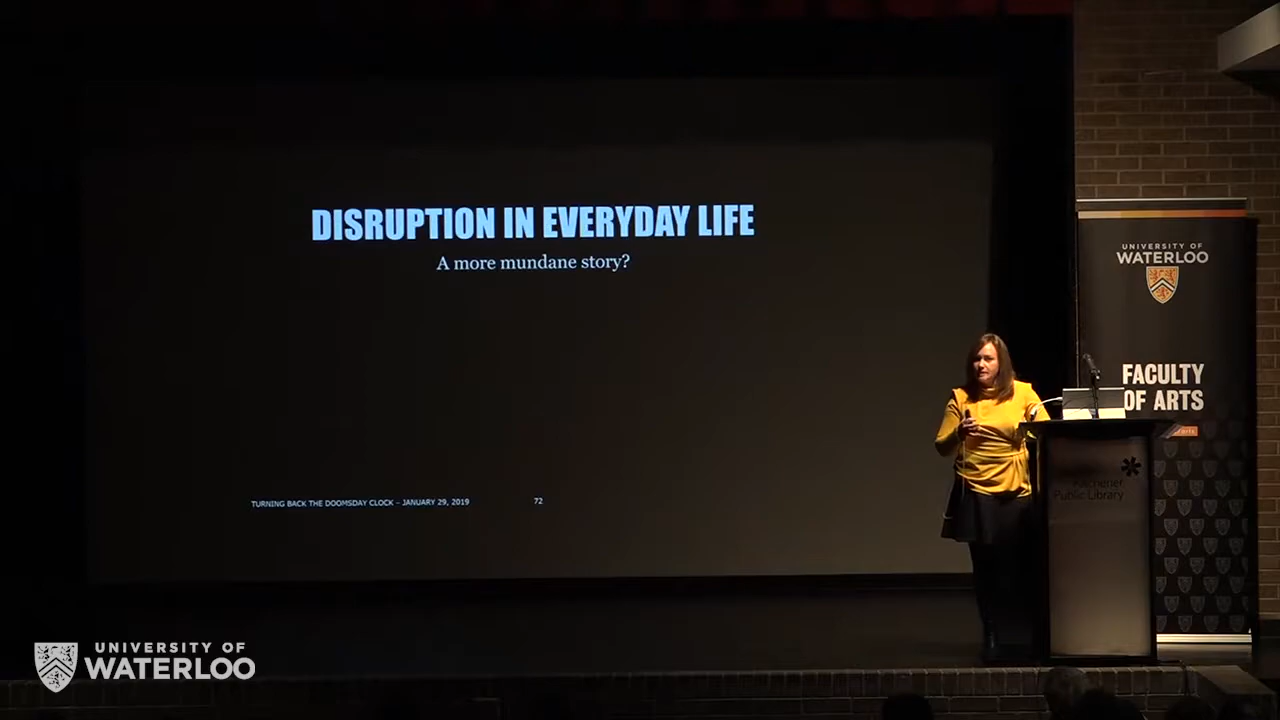 DISRUPTION IN EVERYDAY LIFE
A more mundane story?
TURNING BACK THE DOOMSDAY CLOCK – JANUARY 29, 2019
72
UNIVERSITY OF
WATERLOO
FACULTY
OF ARTS
arts
Kitchener
Public Library
UNIVERSITY OF
WATERLOO